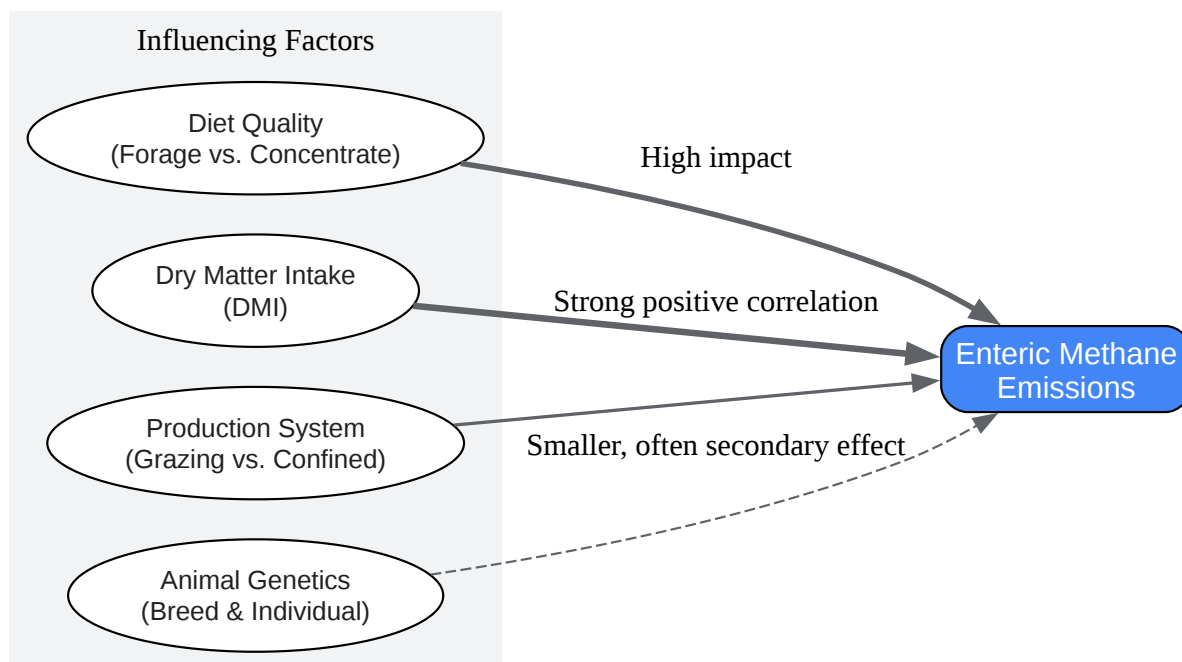 Influencing Factors
Diet Quality
(Forage vs. Concentrate)
High impact
Dry Matter Intake
(DMI)
Strong positive correlation
Enteric Methane
Emissions
Production System
(Grazing vs. Confined)
Smaller, often secondary effect
Animal Genetics
(Breed & Individual)